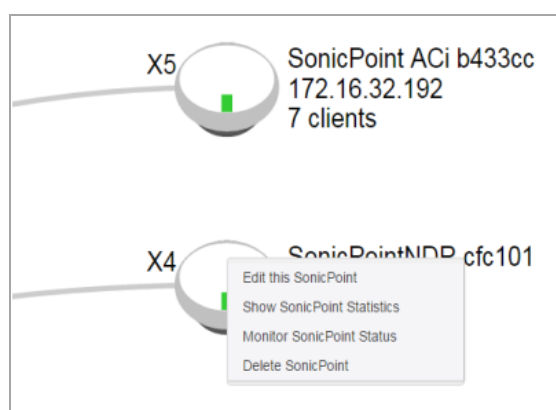 X5
SonicPoint ACi b433cc
172.16.32.192
7 clients
X4
SonicPointNDR cfc101
Edit this SonicPoint
Show SonicPoint Statistics
Monitor SonicPoint Status
Delete SonicPoint